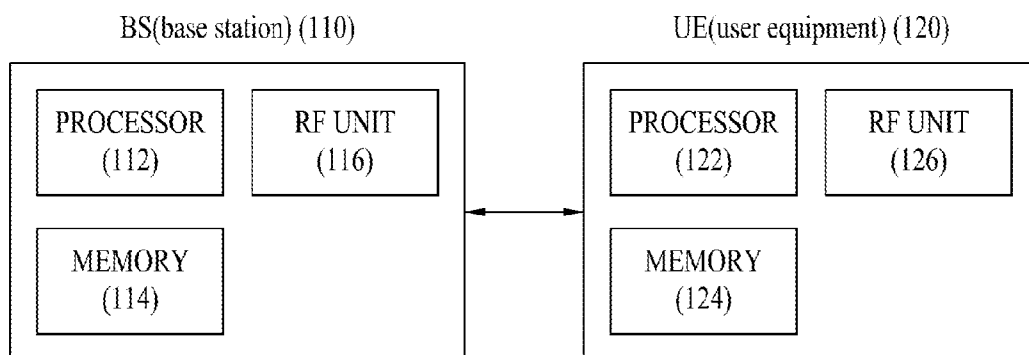 BS(base station) (110)
PROCESSOR
(112)
RF UNIT
(116)
MEMORY
(114)
UE(user equipment) (120)
PROCESSOR
(122)
RF UNIT
(126)
MEMORY
(124)